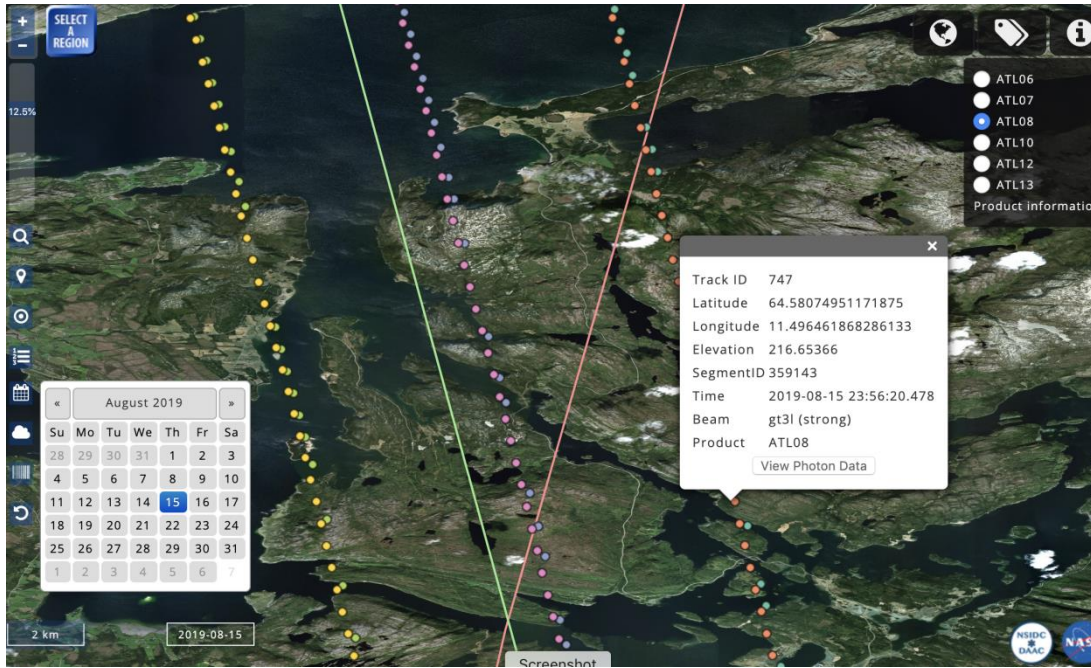 +
SELECT
A
REGION
−
12.5%
ATL06
ATL07
ATL08
ATL10
ATL12
ATL13
Product information
×
Track ID 747
Latitude 64.58074951171875
Longitude 11.496461868286133
Elevation 216.65366
SegmentID 359143
Time 2019-08-15 23:56:20.478
Beam gt3l (strong)
Product ATL08
View Photon Data
« August 2019 »
Su Mo Tu We Th Fr Sa
28 29 30 31 1 2 3
4 5 6 7 8 9 10
11 12 13 14 15 16 17
18 19 20 21 22 23 24
25 26 27 28 29 30 31
1 2 3 4 5 6 7
2 km
2019-08-15
Screenshot
NSIDC
DAAC
NAS